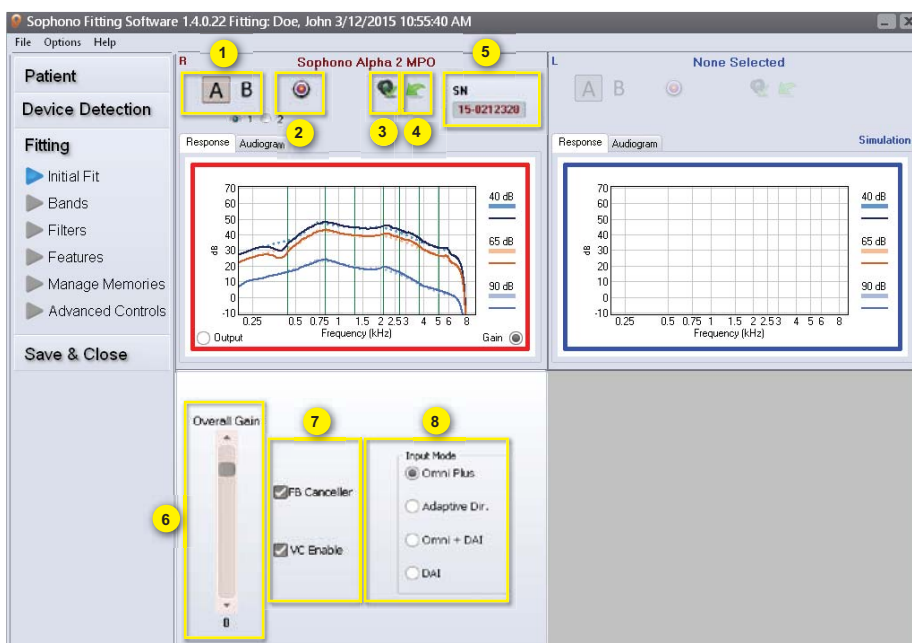 Sophono Fitting Software 1.4.0.22 Fitting: Doe, John 3/12/2015 10:55:40 AM
File Options Help
Patient
Device Detection
Fitting
Initial Fit
Bands
Filters
Features
Manage Memories
Advanced Controls
Save & Close
R
Sophono Alpha 2 MPO
1
5
A B
SN
15-0212320
1 2
2
3
4
Response Audiogram
70
60
50
40
30
20
10
0
-10
dB
0.25 0.5 0.75 1 1.5 2 2.5 3 4 5 6 8
Frequency (kHz)
40 dB
65 dB
90 dB
Output
Gain
L
None Selected
A B
Response Audiogram
Simulation
70
60
50
40
30
20
10
0
-10
dB
0.25 0.5 0.75 1 1.5 2 2.5 3 4 5 6 8
Frequency (kHz)
40 dB
65 dB
90 dB
Overall Gain
6
0
7
FB Canceller
VC Enable
8
Input Mode
Omni Plus
Adaptive Dir.
Omni + DAI
DAI